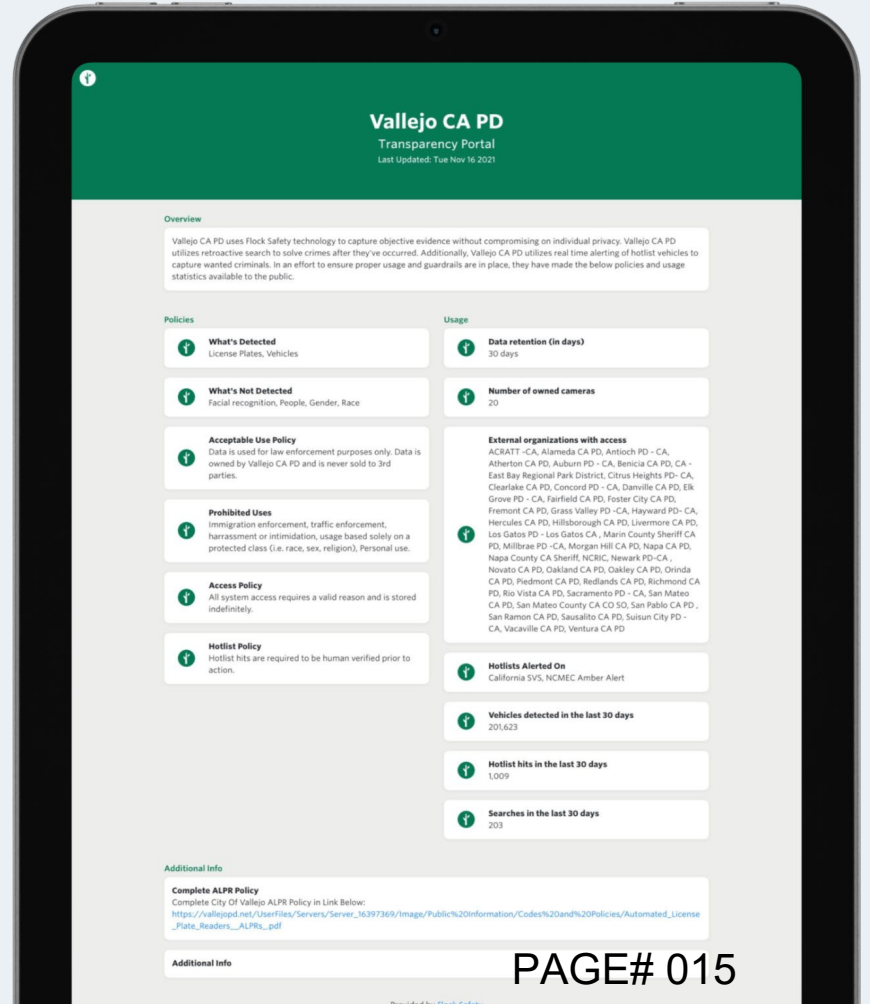 Vallejo CA PD
Transparency Portal
Last Updated: Tue Nov 16 2021
Overview
Vallejo CA PD uses Flock Safety technology to capture objective evidence without compromising on individual privacy. Vallejo CA PD
utilizes retroactive search to solve crimes after they've occurred. Additionally, Vallejo CA PD utilizes real time alerting of hotlist vehicles to
capture wanted criminals. In an effort to ensure proper usage and guardrails are in place, they have made the below policies and usage
statistics available to the public.
Policies
What's Detected
License Plates, Vehicles
What's Not Detected
Facial recognition, People, Gender, Race
Acceptable Use Policy
Data is used for law enforcement purposes only. Data is
owned by Vallejo CA PD and is never sold to 3rd
parties.
Prohibited Uses
Immigration enforcement, traffic enforcement,
harrassment or intimidation, usage based solely on a
protected class (i.e. race, sex, religion), Personal use.
Access Policy
All system access requires a valid reason and is stored
indefinitely.
Hotlist Policy
Hotlist hits are required to be human verified prior to
action.
Usage
Data retention (in days)
30 days
Number of owned cameras
20
External organizations with access
ACRATT -CA, Alameda CA PD, Antioch PD - CA,
Atherton CA PD, Auburn PD - CA, Benicia CA PD, CA -
East Bay Regional Park District, Citrus Heights PD- CA,
Clearlake CA PD, Concord PD - CA, Danville CA PD, Elk
Grove PD - CA, Fairfield CA PD, Foster City CA PD,
Fremont CA PD, Grass Valley PD -CA, Hayward PD- CA,
Hercules CA PD, Hillsborough CA PD, Livermore CA PD,
Los Gatos PD - Los Gatos CA , Marin County Sheriff CA
PD, Millbrae PD -CA, Morgan Hill CA PD, Napa CA PD,
Napa County CA Sheriff, NCRIC, Newark PD-CA ,
Novato CA PD, Oakland CA PD, Oakley CA PD, Orinda
CA PD, Piedmont CA PD, Redlands CA PD, Richmond CA
PD, Rio Vista CA PD, Sacramento PD - CA, San Mateo
CA PD, San Mateo County CA CO SO, San Pablo CA PD ,
San Ramon CA PD, Sausalito CA PD, Suisun City PD -
CA, Vacaville CA PD, Ventura CA PD
Hotlists Alerted On
California SVS, NCMEC Amber Alert
Vehicles detected in the last 30 days
201,623
Hotlist hits in the last 30 days
1,009
Searches in the last 30 days
203
Additional Info
Complete ALPR Policy
Complete City Of Vallejo ALPR Policy in Link Below:
https://vallejopd.net/UserFiles/Servers/Server_16397369/Image/Public%20Information/Codes%20and%20Policies/Automated_License
_Plate_Readers__ALPRs_.pdf
Additional Info
PAGE# 015
Provided by Flock Safety